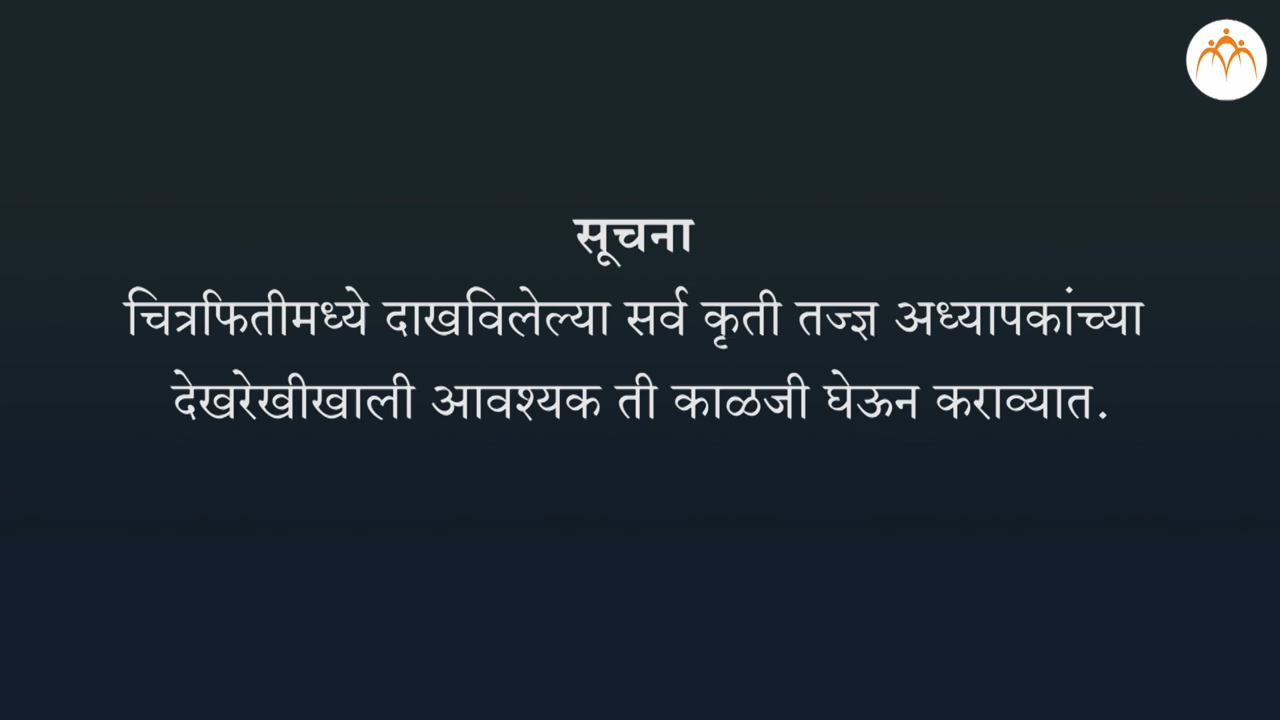 सूचना
चित्रफितीमध्ये दाखविलेल्या सर्व कृती तज्ज्ञ अध्यापकांच्या
देखरेखीखाली आवश्यक ती काळजी घेऊन कराव्यात.